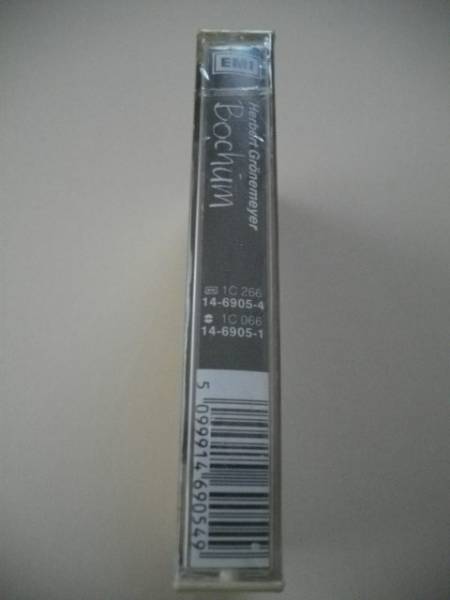 EMI
Herbert Grönemeyer
Bochum
1C 266
14-6905-4
1C 066
14-6905-1
5 099914 690549